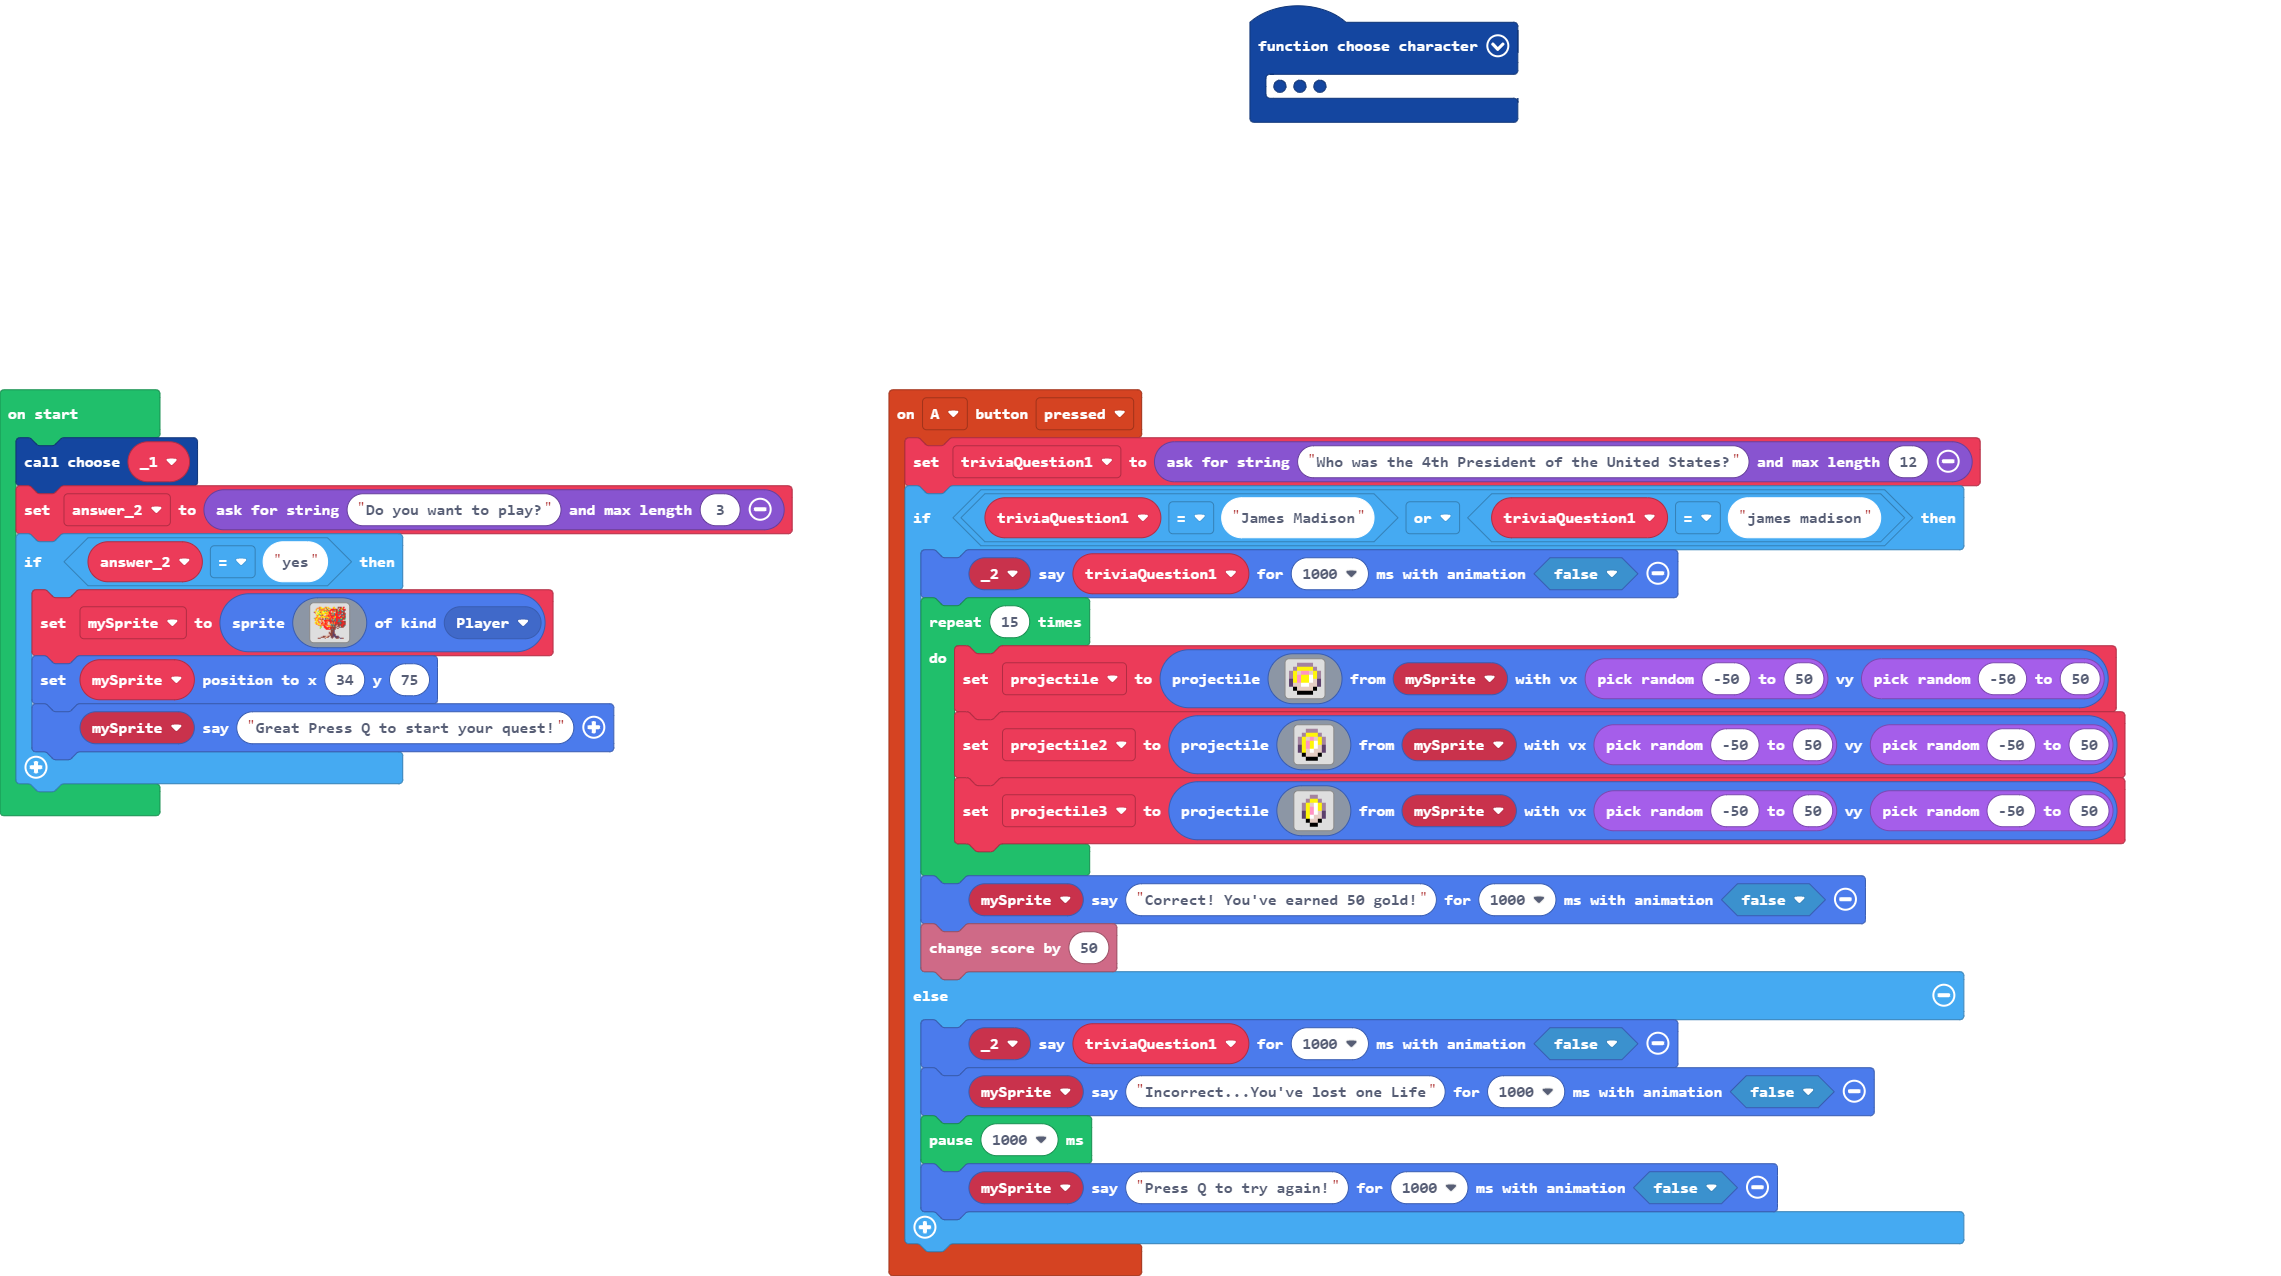 function choose character
on start
call choose _1
set answer_2 to ask for string "Do you want to play?" and max length 3
if answer_2 = "yes" then
set mySprite to sprite of kind Player
set mySprite position to x 34 y 75
mySprite say "Great Press Q to start your quest!"
on A button pressed
set triviaQuestion1 to ask for string "Who was the 4th President of the United States?" and max length 12
if triviaQuestion1 = "James Madison" or triviaQuestion1 = "james madison" then
_2 say triviaQuestion1 for 1000 ms with animation false
repeat 15 times
do
set projectile to projectile from mySprite with vx pick random -50 to 50 vy pick random -50 to 50
set projectile2 to projectile from mySprite with vx pick random -50 to 50 vy pick random -50 to 50
set projectile3 to projectile from mySprite with vx pick random -50 to 50 vy pick random -50 to 50
mySprite say "Correct! You've earned 50 gold!" for 1000 ms with animation false
change score by 50
else
_2 say triviaQuestion1 for 1000 ms with animation false
mySprite say "Incorrect...You've lost one Life" for 1000 ms with animation false
pause 1000 ms
mySprite say "Press Q to try again!" for 1000 ms with animation false